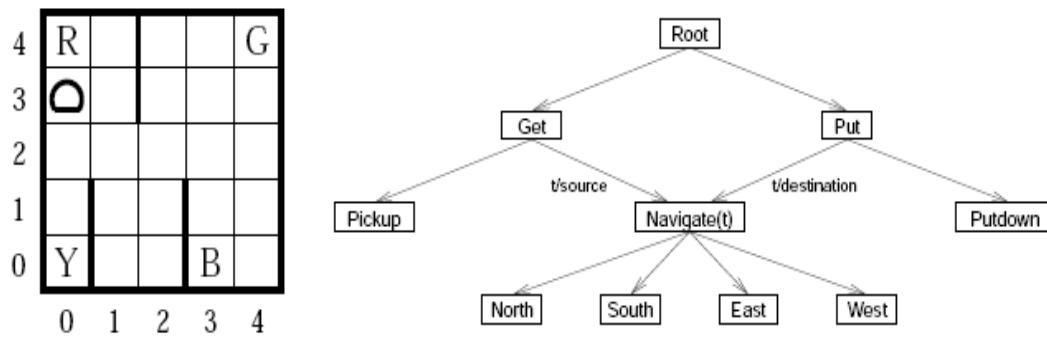 4 R G
3
2
1
0 Y B
0 1 2 3 4
Root
Get Put
t/source t/destination
Pickup Navigate(t) Putdown
North South East West